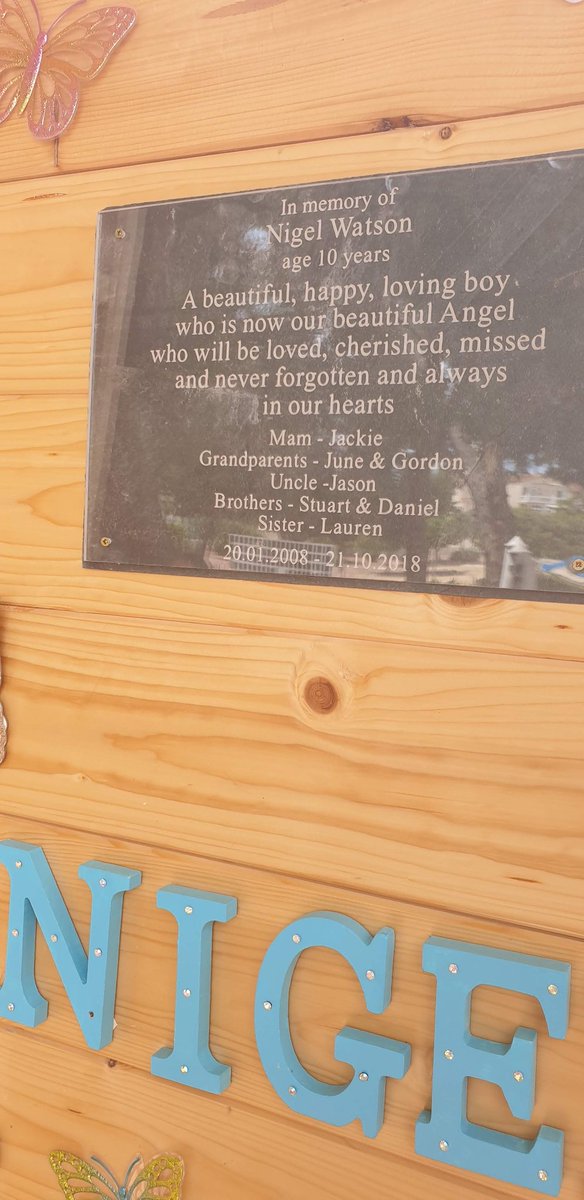 In memory of
Nigel Watson
age 10 years
A beautiful, happy, loving boy
who is now our beautiful Angel
who will be loved, cherished, missed
and never forgotten and always
in our hearts
Mam - Jackie
Grandparents - June & Gordon
Uncle -Jason
Brothers - Stuart & Daniel
Sister - Lauren
20.01.2008 - 21.10.2018
NIGE